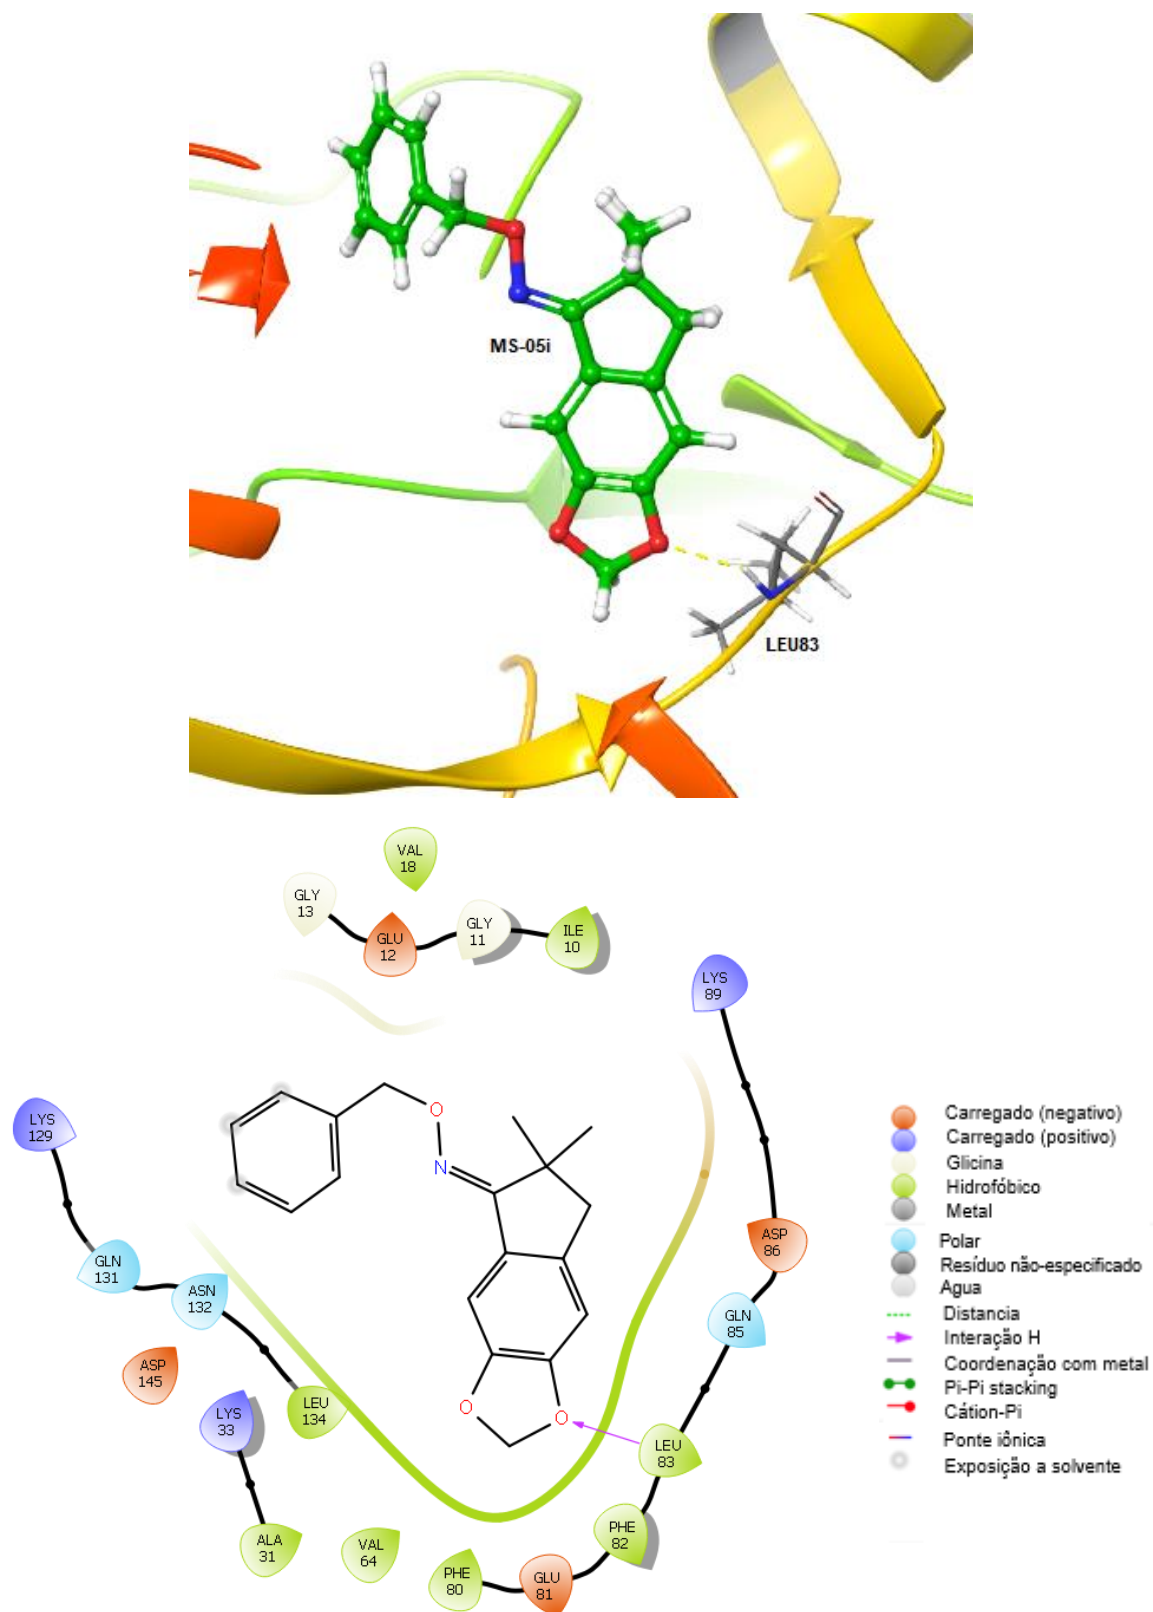 MS-05i
LEU83
VAL
18
GLY
13
GLU
12
GLY
11
ILE
10
LYS
89
LYS
129
GLN
131
ASN
132
ASP
145
LYS
33
LEU
134
ALA
31
VAL
64
PHE
80
GLU
81
PHE
82
LEU
83
GLN
85
ASP
86
O
N
O
O
Carregado (negativo)
Carregado (positivo)
Glicina
Hidrofóbico
Metal
Polar
Resíduo não-especificado
Agua
Distancia
Interação H
Coordenação com metal
Pi-Pi stacking
Cátion-Pi
Ponte iônica
Exposição a solvente